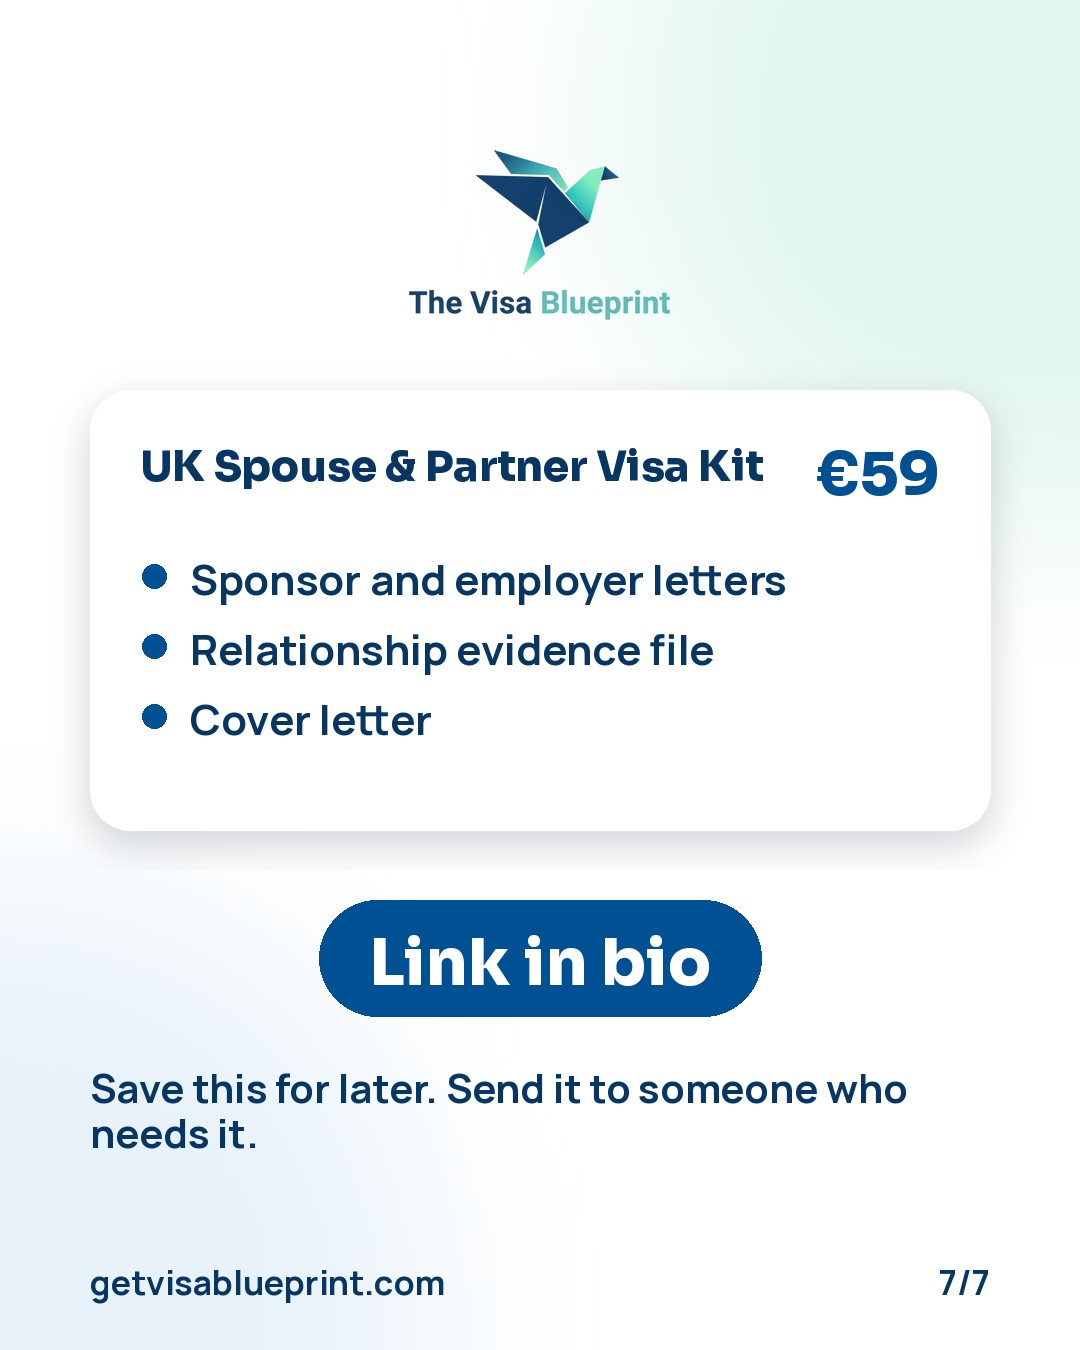 The Visa Blueprint
UK Spouse & Partner Visa Kit €59
Sponsor and employer letters
Relationship evidence file
Cover letter
Link in bio
Save this for later. Send it to someone who
needs it.
getvisablueprint.com 7/7